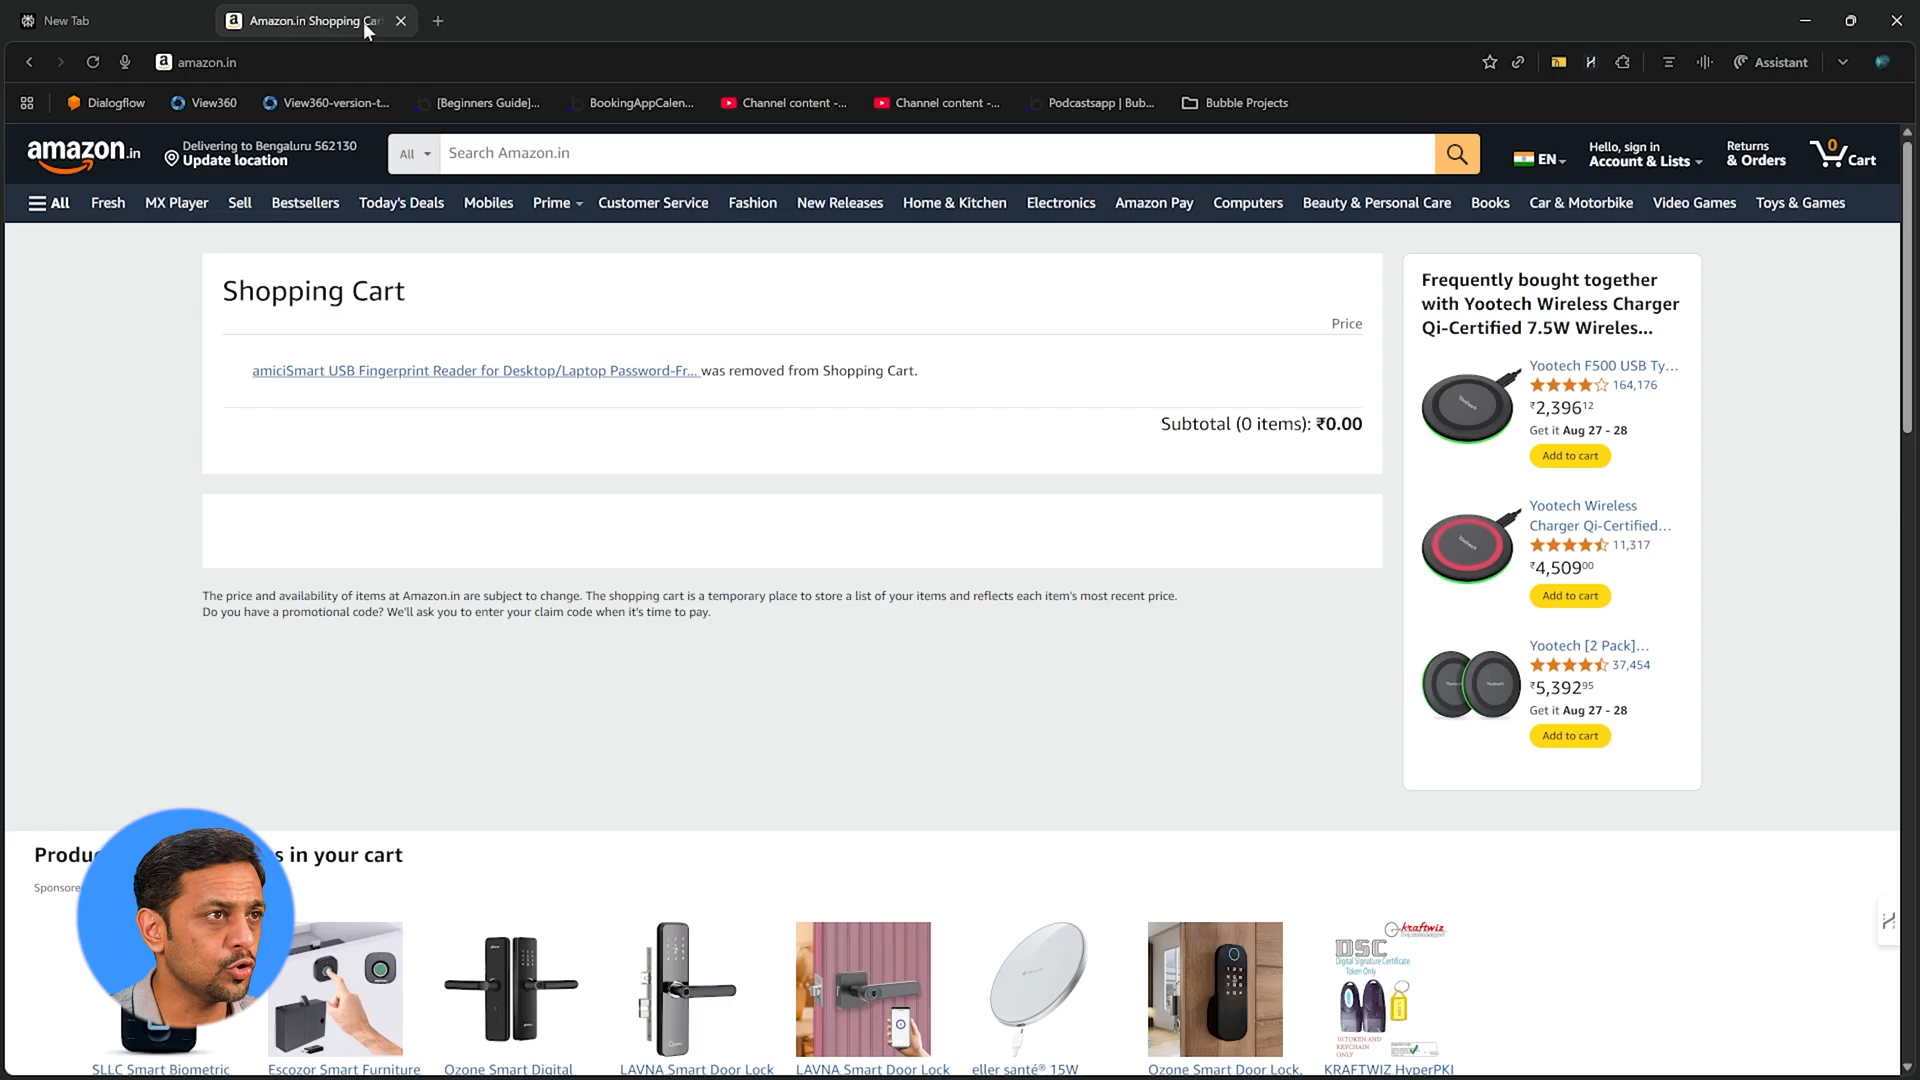 New Tab
Amazon.in Shopping Car
amazon.in
Assistant
Dialogflow
View360
View360-version-t...
[Beginners Guide]...
BookingAppCalen...
Channel content -...
Channel content -...
Podcastsapp | Bub...
Bubble Projects
amazon.in
Delivering to Bengaluru 562130
Update location
All
Search Amazon.in
EN
Hello, sign in
Account & Lists
Returns
& Orders
0
Cart
All
Fresh
MX Player
Sell
Bestsellers
Today's Deals
Mobiles
Prime
Customer Service
Fashion
New Releases
Home & Kitchen
Electronics
Amazon Pay
Computers
Beauty & Personal Care
Books
Car & Motorbike
Video Games
Toys & Games
Shopping Cart
Price
amiciSmart USB Fingerprint Reader for Desktop/Laptop Password-Fr... was removed from Shopping Cart.
Subtotal (0 items): ₹0.00
The price and availability of items at Amazon.in are subject to change. The shopping cart is a temporary place to store a list of your items and reflects each item's most recent price.
Do you have a promotional code? We'll ask you to enter your claim code when it's time to pay.
Frequently bought together
with Yootech Wireless Charger
Qi-Certified 7.5W Wireles...
Yootech F500 USB Ty...
164,176
₹2,39612
Get it Aug 27 - 28
Add to cart
Yootech Wireless
Charger Qi-Certified...
11,317
₹4,50900
Add to cart
Yootech [2 Pack]...
37,454
₹5,39295
Get it Aug 27 - 28
Add to cart
Produ
s in your cart
Sponsore
kraftwiz
DSC
Digital Signature Certificate
Token Only
01TOKEN AND
KEYCHAIN
ONLY
SLLC Smart Biometric
Escozor Smart Furniture
Ozone Smart Digital
LAVNA Smart Door Lock
LAVNA Smart Door Lock
eller santé® 15W
Ozone Smart Door Lock,
KRAFTWIZ HyperPKI